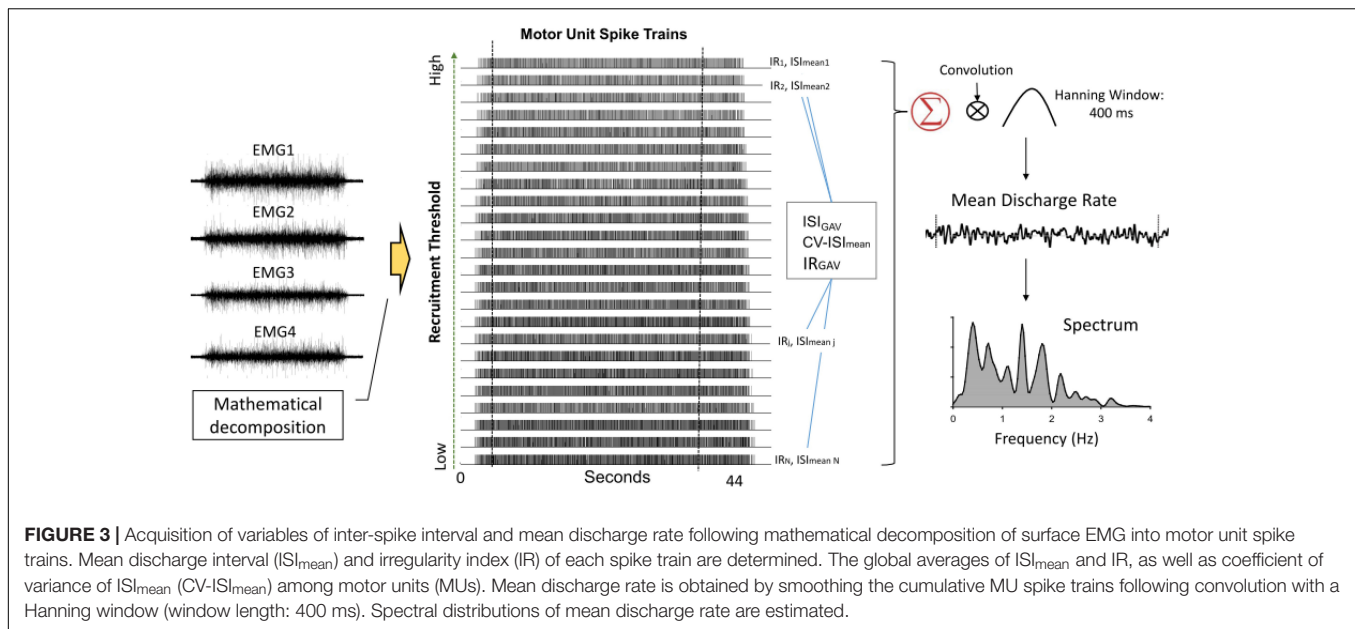 Motor Unit Spike Trains
High
Recruitment Threshold
Low
EMG1
EMG2
EMG3
EMG4
Mathematical
decomposition
IR1, ISImean1
IR2, ISImean2
IRj, ISImean j
IRN, ISImean N
0
Seconds
44
ISIGAV
CV-ISImean
IRGAV
Σ
Convolution
⊗
Hanning Window:
400 ms
Mean Discharge Rate
Spectrum
0 1 2 3 4
Frequency (Hz)
FIGURE 3 | Acquisition of variables of inter-spike interval and mean discharge rate following mathematical decomposition of surface EMG into motor unit spike
trains. Mean discharge interval (ISImean) and irregularity index (IR) of each spike train are determined. The global averages of ISImean and IR, as well as coefficient of
variance of ISImean (CV-ISImean) among motor units (MUs). Mean discharge rate is obtained by smoothing the cumulative MU spike trains following convolution with a
Hanning window (window length: 400 ms). Spectral distributions of mean discharge rate are estimated.